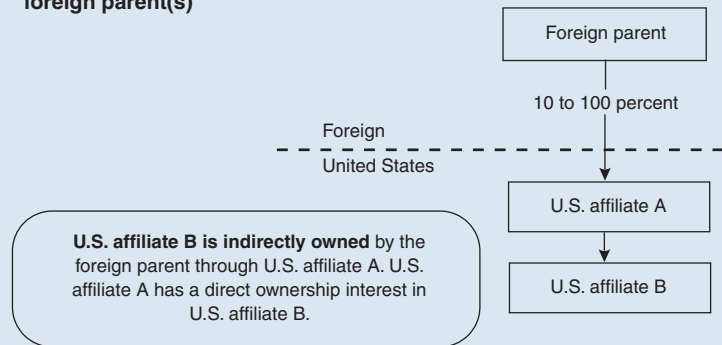 foreign parent(s)
Foreign parent
10 to 100 percent
Foreign
United States
U.S. affiliate A
U.S. affiliate B is indirectly owned by the
foreign parent through U.S. affiliate A. U.S.
affiliate A has a direct ownership interest in
U.S. affiliate B.
U.S. affiliate B